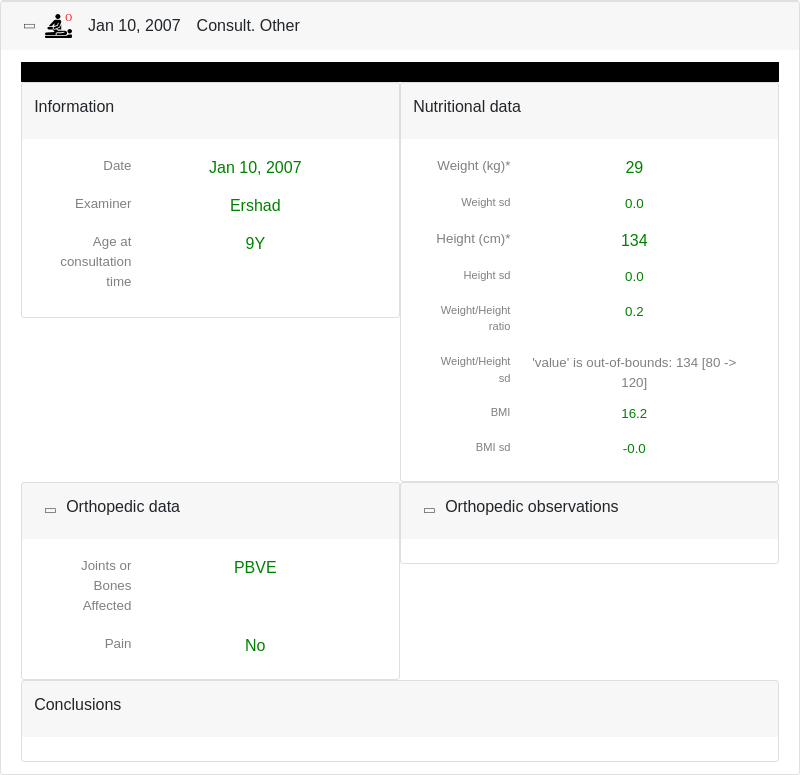 o
Jan 10, 2007 Consult. Other
Information
Date Jan 10, 2007
Examiner Ershad
Age at 9Y
consultation
time
Nutritional data
Weight (kg)* 29
Weight sd 0.0
Height (cm)* 134
Height sd 0.0
Weight/Height 0.2
ratio
Weight/Height 'value' is out-of-bounds: 134 [80 ->
sd 120]
BMI 16.2
BMI sd -0.0
Orthopedic data
Joints or PBVE
Bones
Affected
Pain No
Orthopedic observations
Conclusions